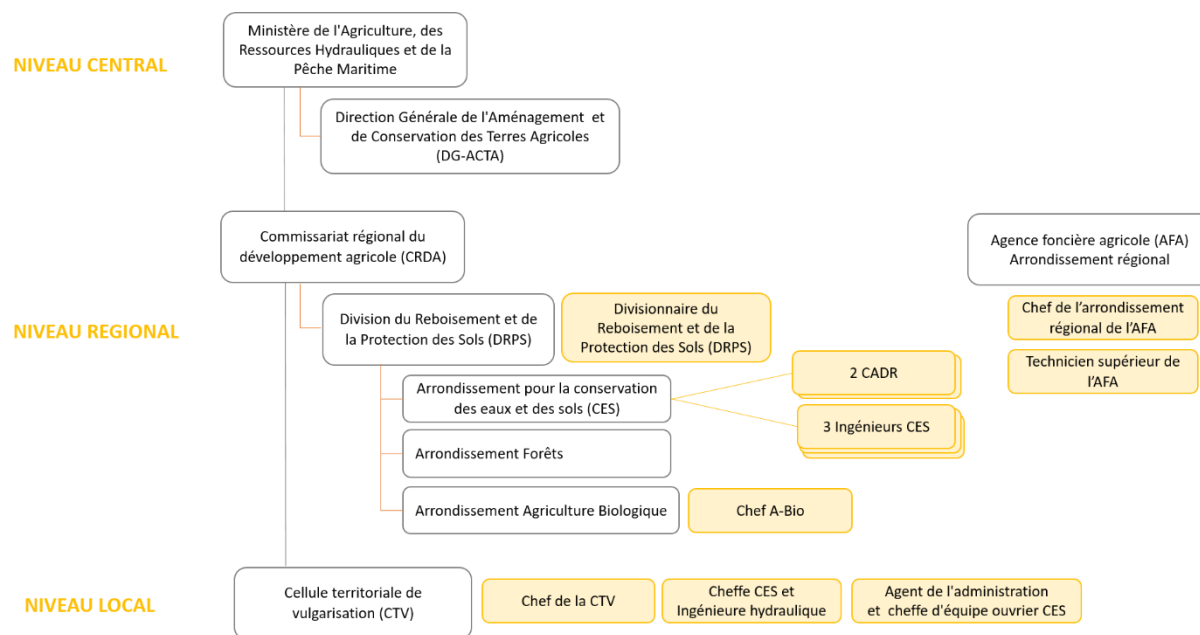 NIVEAU CENTRAL
Ministère de l'Agriculture, des
Ressources Hydrauliques et de la
Pêche Maritime
Direction Générale de l'Aménagement et
de Conservation des Terres Agricoles
(DG-ACTA)
NIVEAU REGIONAL
Commissariat régional du
développement agricole (CRDA)
Agence foncière agricole (AFA)
Arrondissement régional
Division du Reboisement et de
la Protection des Sols (DRPS)
Divisionnaire du
Reboisement et de la
Protection des Sols (DRPS)
Chef de l’arrondissement
régional de l’AFA
Technicien supérieur de
l’AFA
Arrondissement pour la conservation
des eaux et des sols (CES)
2 CADR
3 Ingénieurs CES
Arrondissement Forêts
Arrondissement Agriculture Biologique
Chef A-Bio
NIVEAU LOCAL
Cellule territoriale de
vulgarisation (CTV)
Chef de la CTV
Cheffe CES et
Ingénieure hydraulique
Agent de l'administration
et cheffe d'équipe ouvrier CES